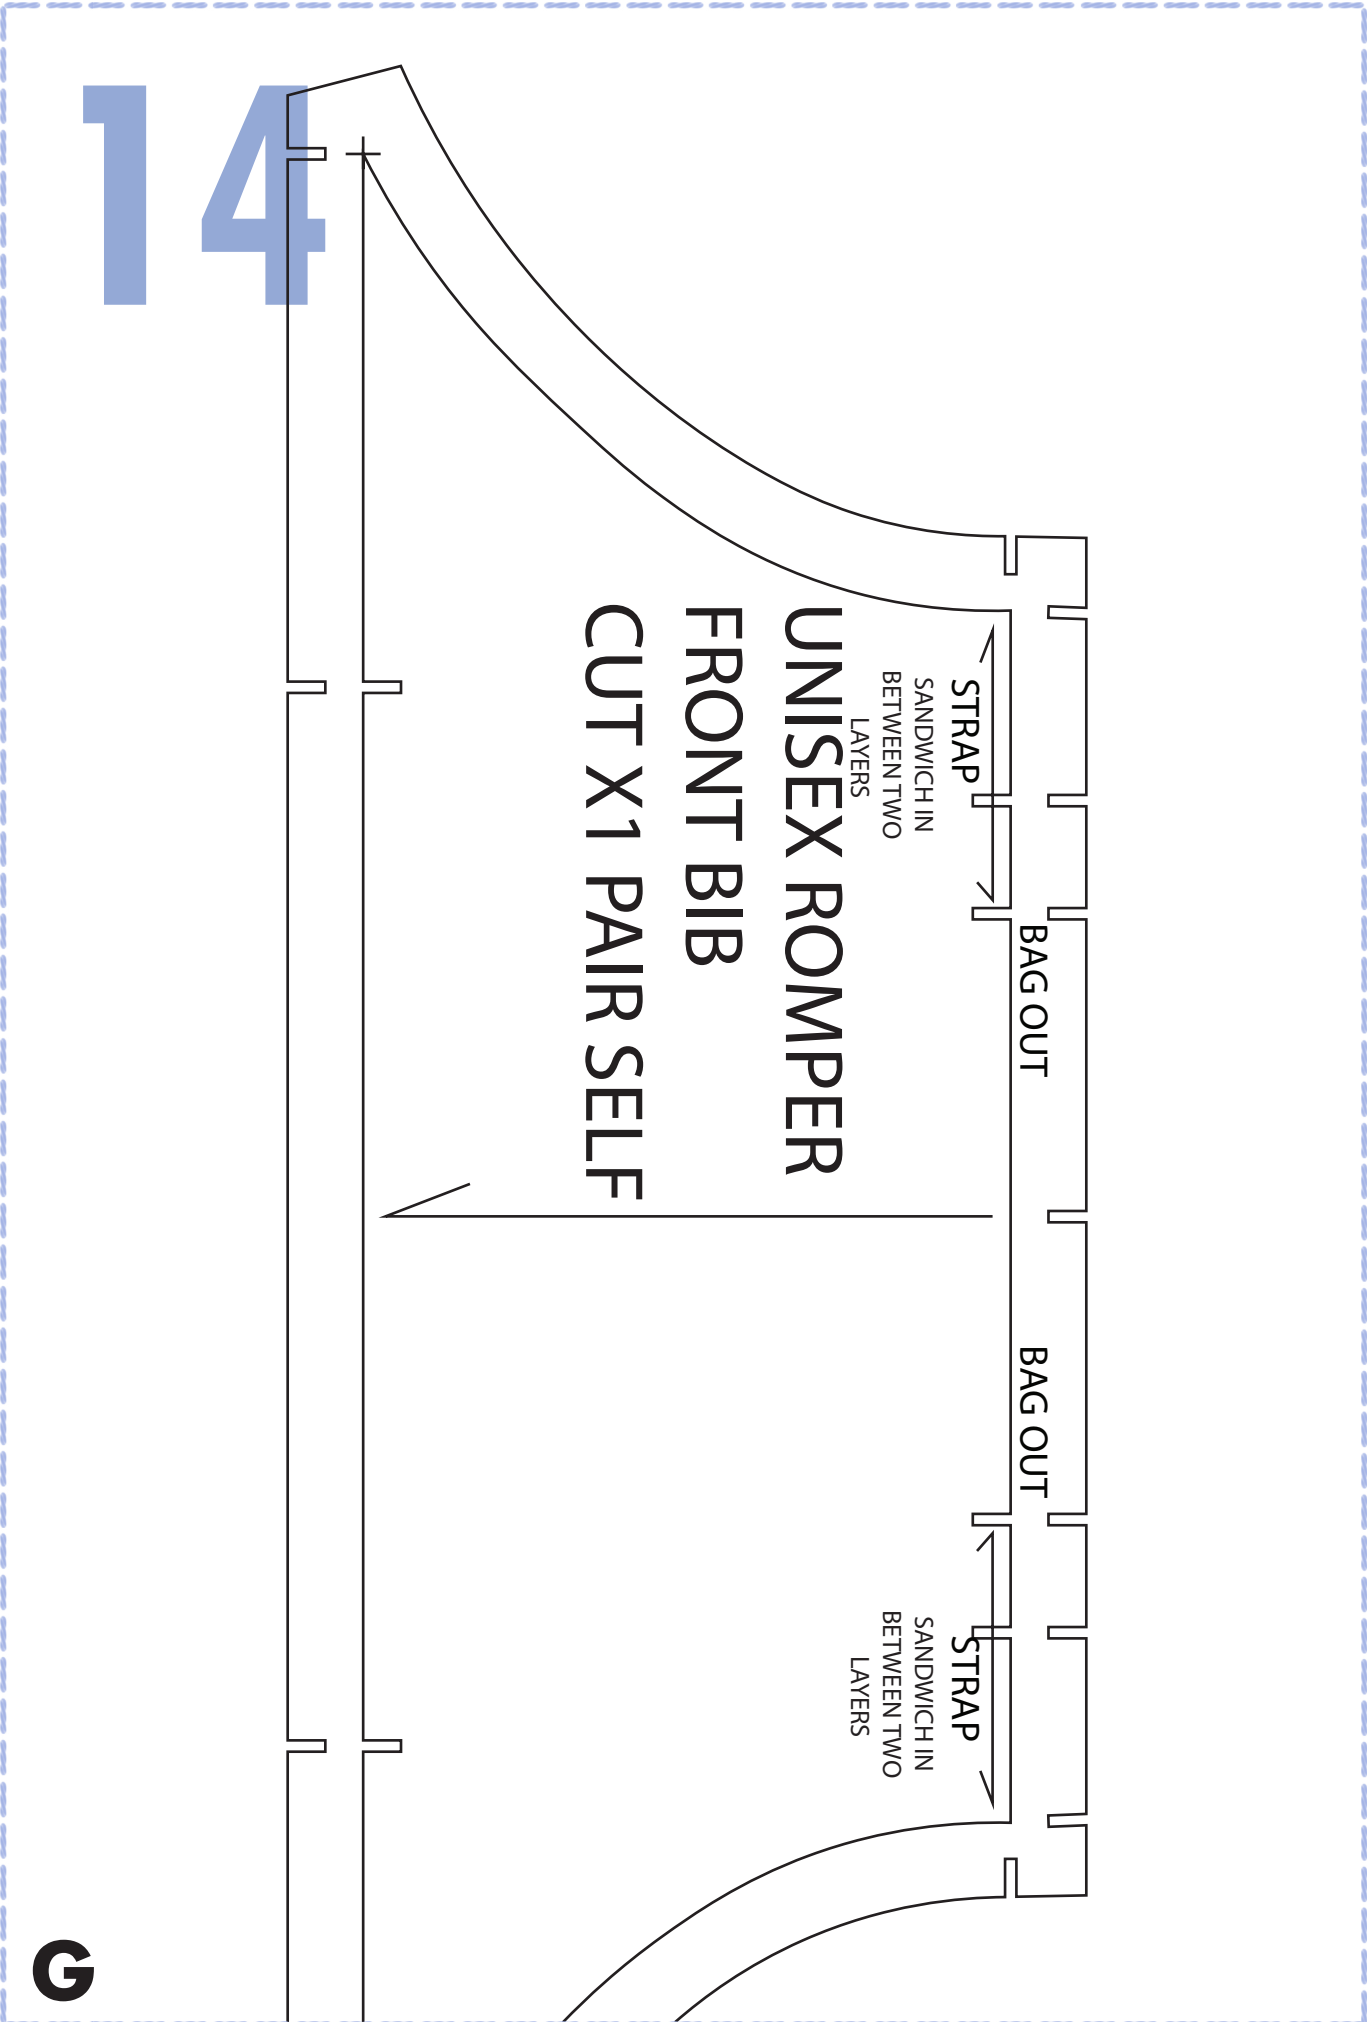 14
UNISEX ROMPER
FRONT BIB
CUT X1 PAIR SELF
STRAP
SANDWICH IN
BETWEEN TWO
LAYERS
BAG OUT
BAG OUT
STRAP
SANDWICH IN
BETWEEN TWO
LAYERS
G